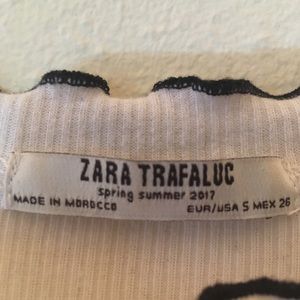 ZARA TRAFALUC
spring summer 2017
MADE IN MOROCCO EUR/USA S MEX 26